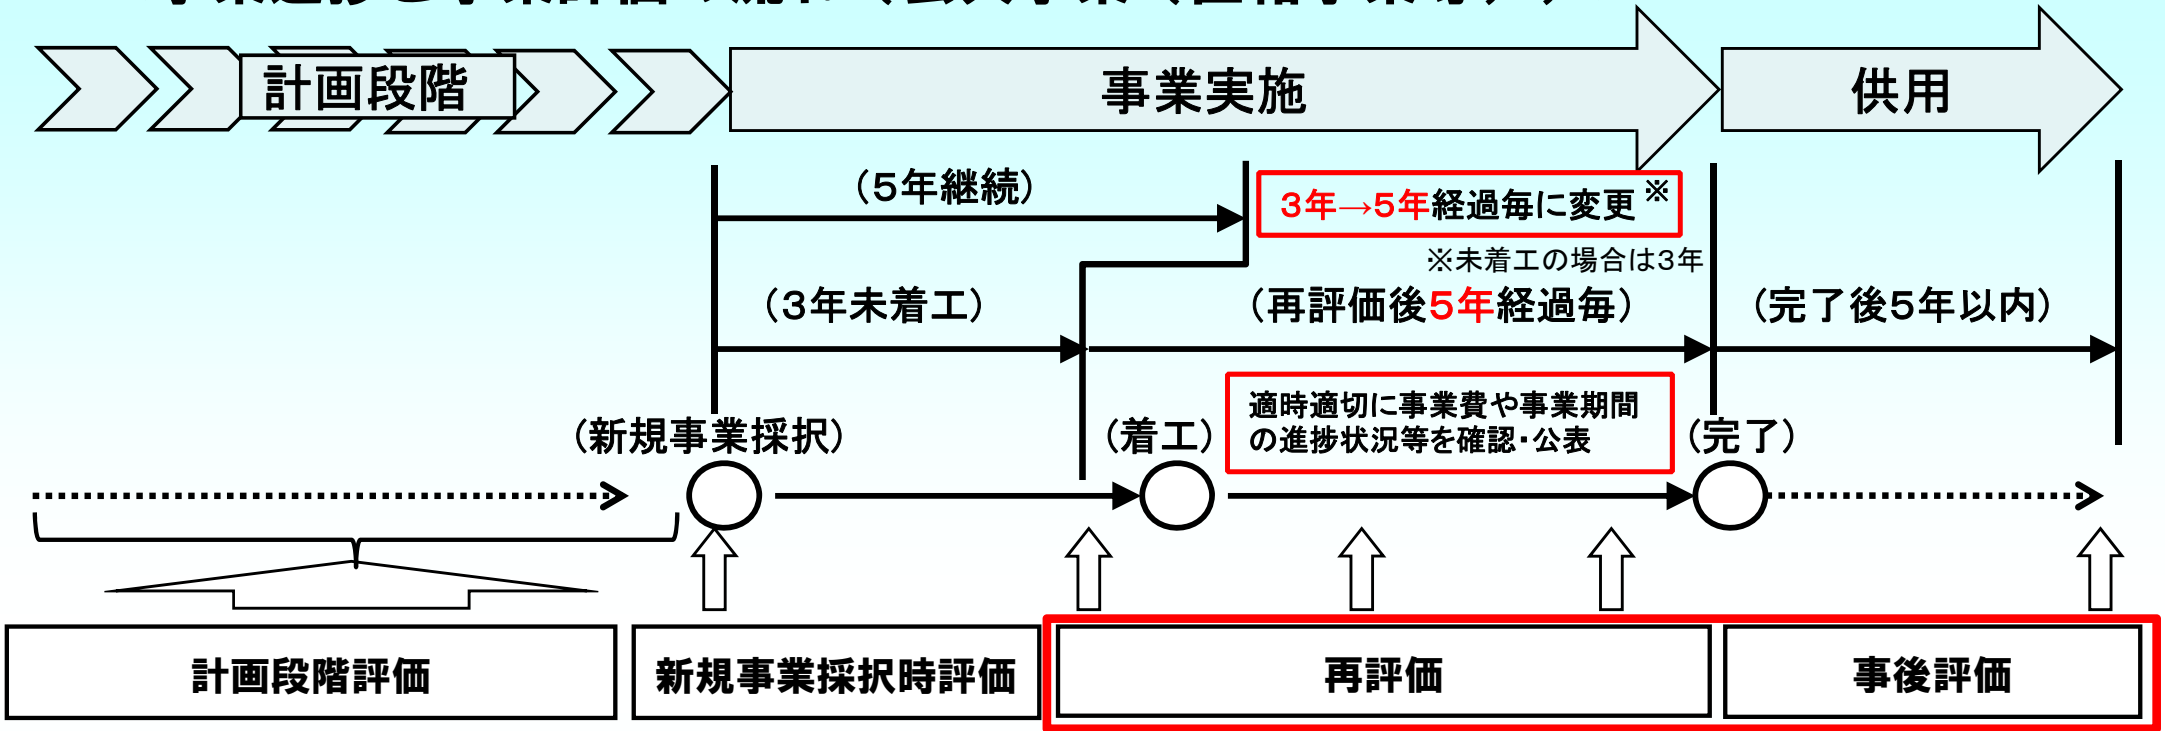 計画段階
事業実施
供用
(5年継続)
3年→5年経過毎に変更※
※未着工の場合は3年
(3年未着工)
(再評価後5年経過毎)
(完了後5年以内)
適時適切に事業費や事業期間
の進捗状況等を確認・公表
(新規事業採択)
(着工)
(完了)
計画段階評価
新規事業採択時評価
再評価
事後評価